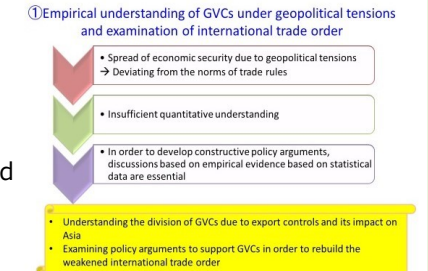 ①Empirical understanding of GVCs under geopolitical tensions
and examination of international trade order
• Spread of economic security due to geopolitical tensions
→ Deviating from the norms of trade rules
• Insufficient quantitative understanding
• In order to develop constructive policy arguments,
discussions based on empirical evidence based on statistical
data are essential
d
• Understanding the division of GVCs due to export controls and its impact on
Asia
• Examining policy arguments to support GVCs in order to rebuild the
weakened international trade order